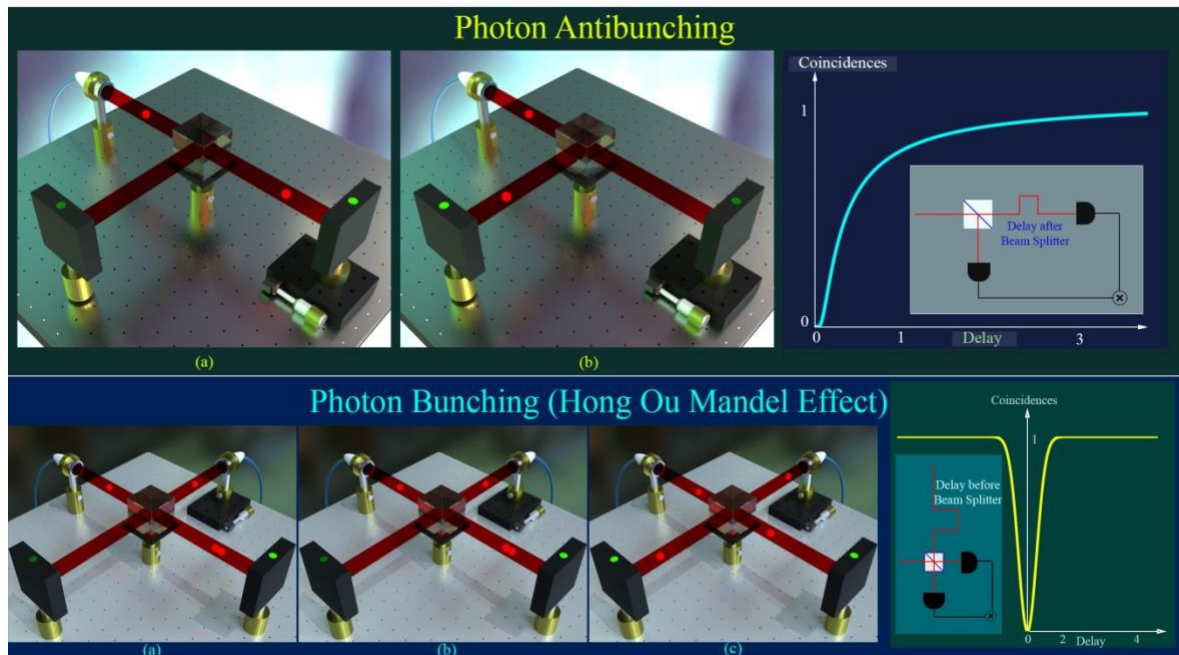 Photon Antibunching
Coincidences
1
Delay after
Beam Splitter
0
0
1
Delay
3
(a)
(b)
Photon Bunching (Hong Ou Mandel Effect)
Coincidences
1
Delay before
Beam Splitter
0
2
Delay
4
(a)
(b)
(c)